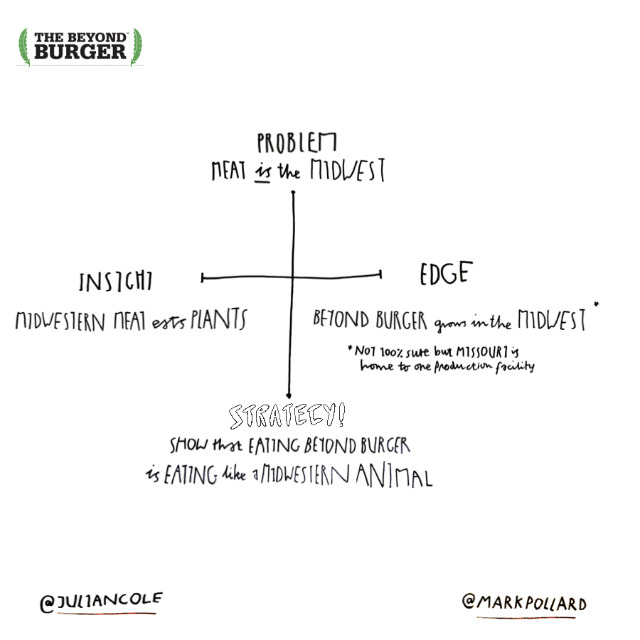 THE BEYOND
BURGER
PROBLEM
MEAT is the MIDWEST
INSIGHT
EDGE
MIDWESTERN MEAT eats PLANTS
BEYOND BURGER grows in the MIDWEST *
* NOT 100% sure but MISSOURI is
home to one production facility
STRATEGY!
SHOW that EATING BEYOND BURGER
is EATING like a MIDWESTERN ANIMAL
@JULIANCOLE
@MARKPOLLARD